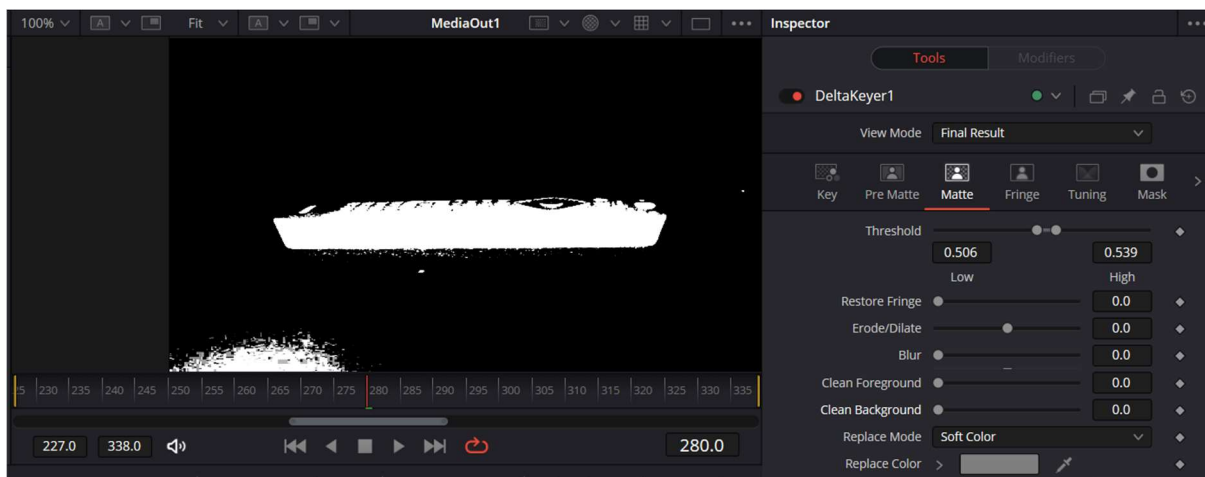 100% A Fit A MediaOut1 Inspector
Tools Modifiers
DeltaKeyer1
View Mode Final Result
Key Pre Matte Matte Fringe Tuning Mask
Threshold
0.506 0.539
Low High
Restore Fringe 0.0
Erode/Dilate 0.0
Blur 0.0
Clean Foreground 0.0
Clean Background 0.0
Replace Mode Soft Color
Replace Color
230 235 240 245 250 255 260 265 270 275 280 285 290 295 300 305 310 315 320 325 330 335
227.0 338.0 280.0